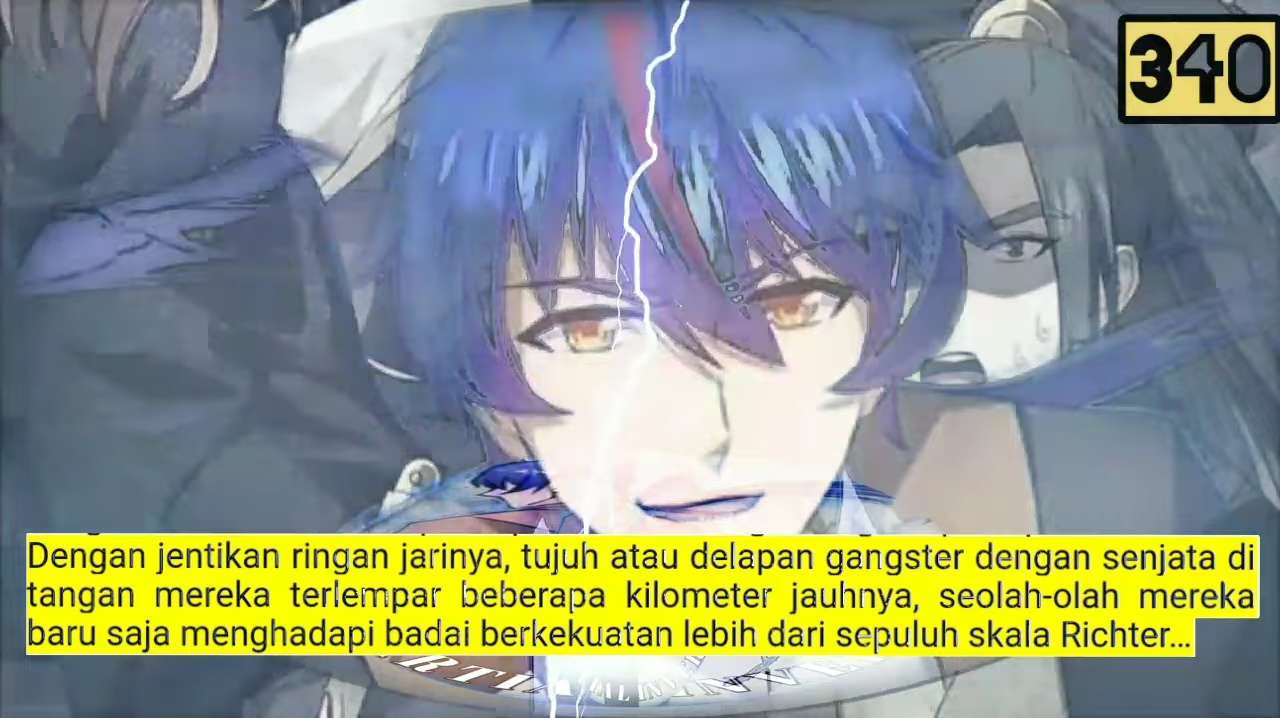 340
Dengan jentikan ringan jarinya, tujuh atau delapan gangster dengan senjata di
tangan mereka terlempar beberapa kilometer jauhnya, seolah-olah mereka
baru saja menghadapi badai berkekuatan lebih dari sepuluh skala Richter...